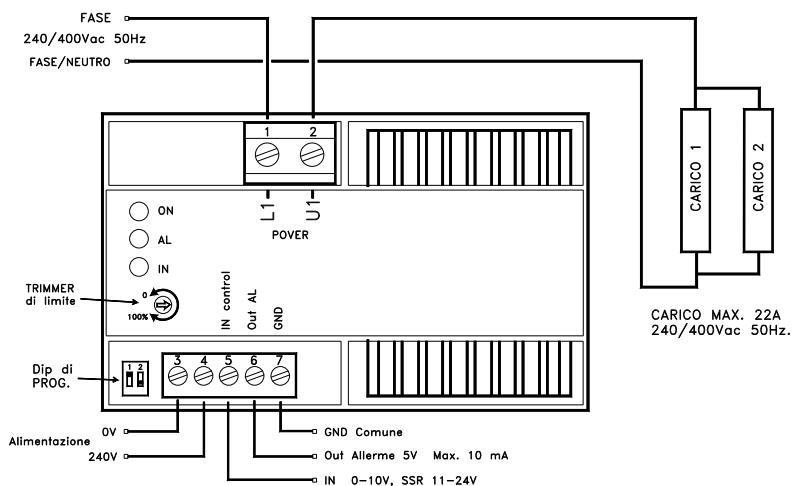 FASE
240/400Vac 50Hz
FASE/NEUTRO
1 2
L1 U1
POVER
ON
AL
IN
TRIMMER
di limite
0
100%
IN control
Out AL
GND
CARICO 1
CARICO 2
CARICO MAX. 22A
240/400Vac 50Hz.
Dip di
PROG.
1 2
3 4 5 6 7
Alimentazione
0V
240V
GND Comune
Out Allerme 5V Max. 10 mA
IN 0-10V, SSR 11-24V